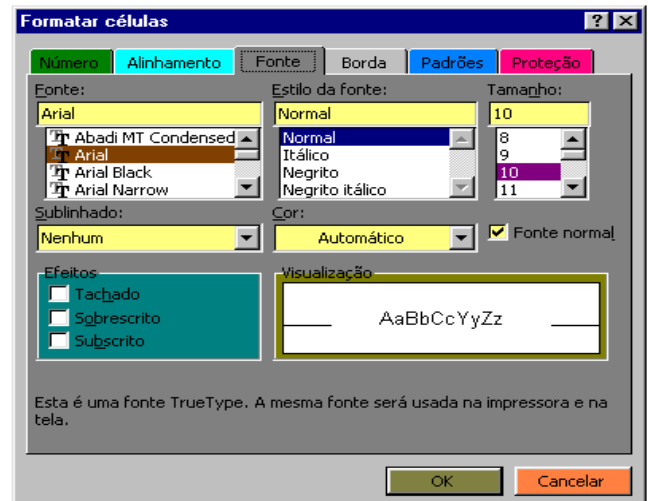 Formatar células
Número Alinhamento Fonte Borda Padrões Proteção
Fonte: Estilo da fonte: Tamanho:
Arial Normal 10
Abadi MT Condensed Normal 8
Arial Itálico 9
Arial Black Negrito 10
Arial Narrow Negrito itálico 11
Sublinhado: Cor:
Nenhum Automático Fonte normal
Efeitos Visualização
Tachado
Sobrescrito AaBbCcYyZz
Subscrito
Esta é uma fonte TrueType. A mesma fonte será usada na impressora e na
tela.
OK Cancelar